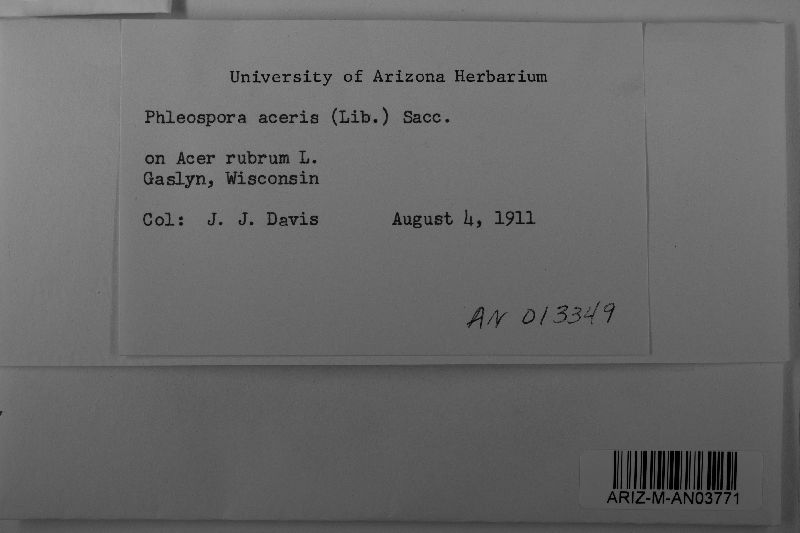 University of Arizona Herbarium
Phleospora aceris (Lib.) Sacc.
on Acer rubrum L.
Gaslyn, Wisconsin
Col: J. J. Davis August 4, 1911
AN 013349
ARIZ-M-AN03771